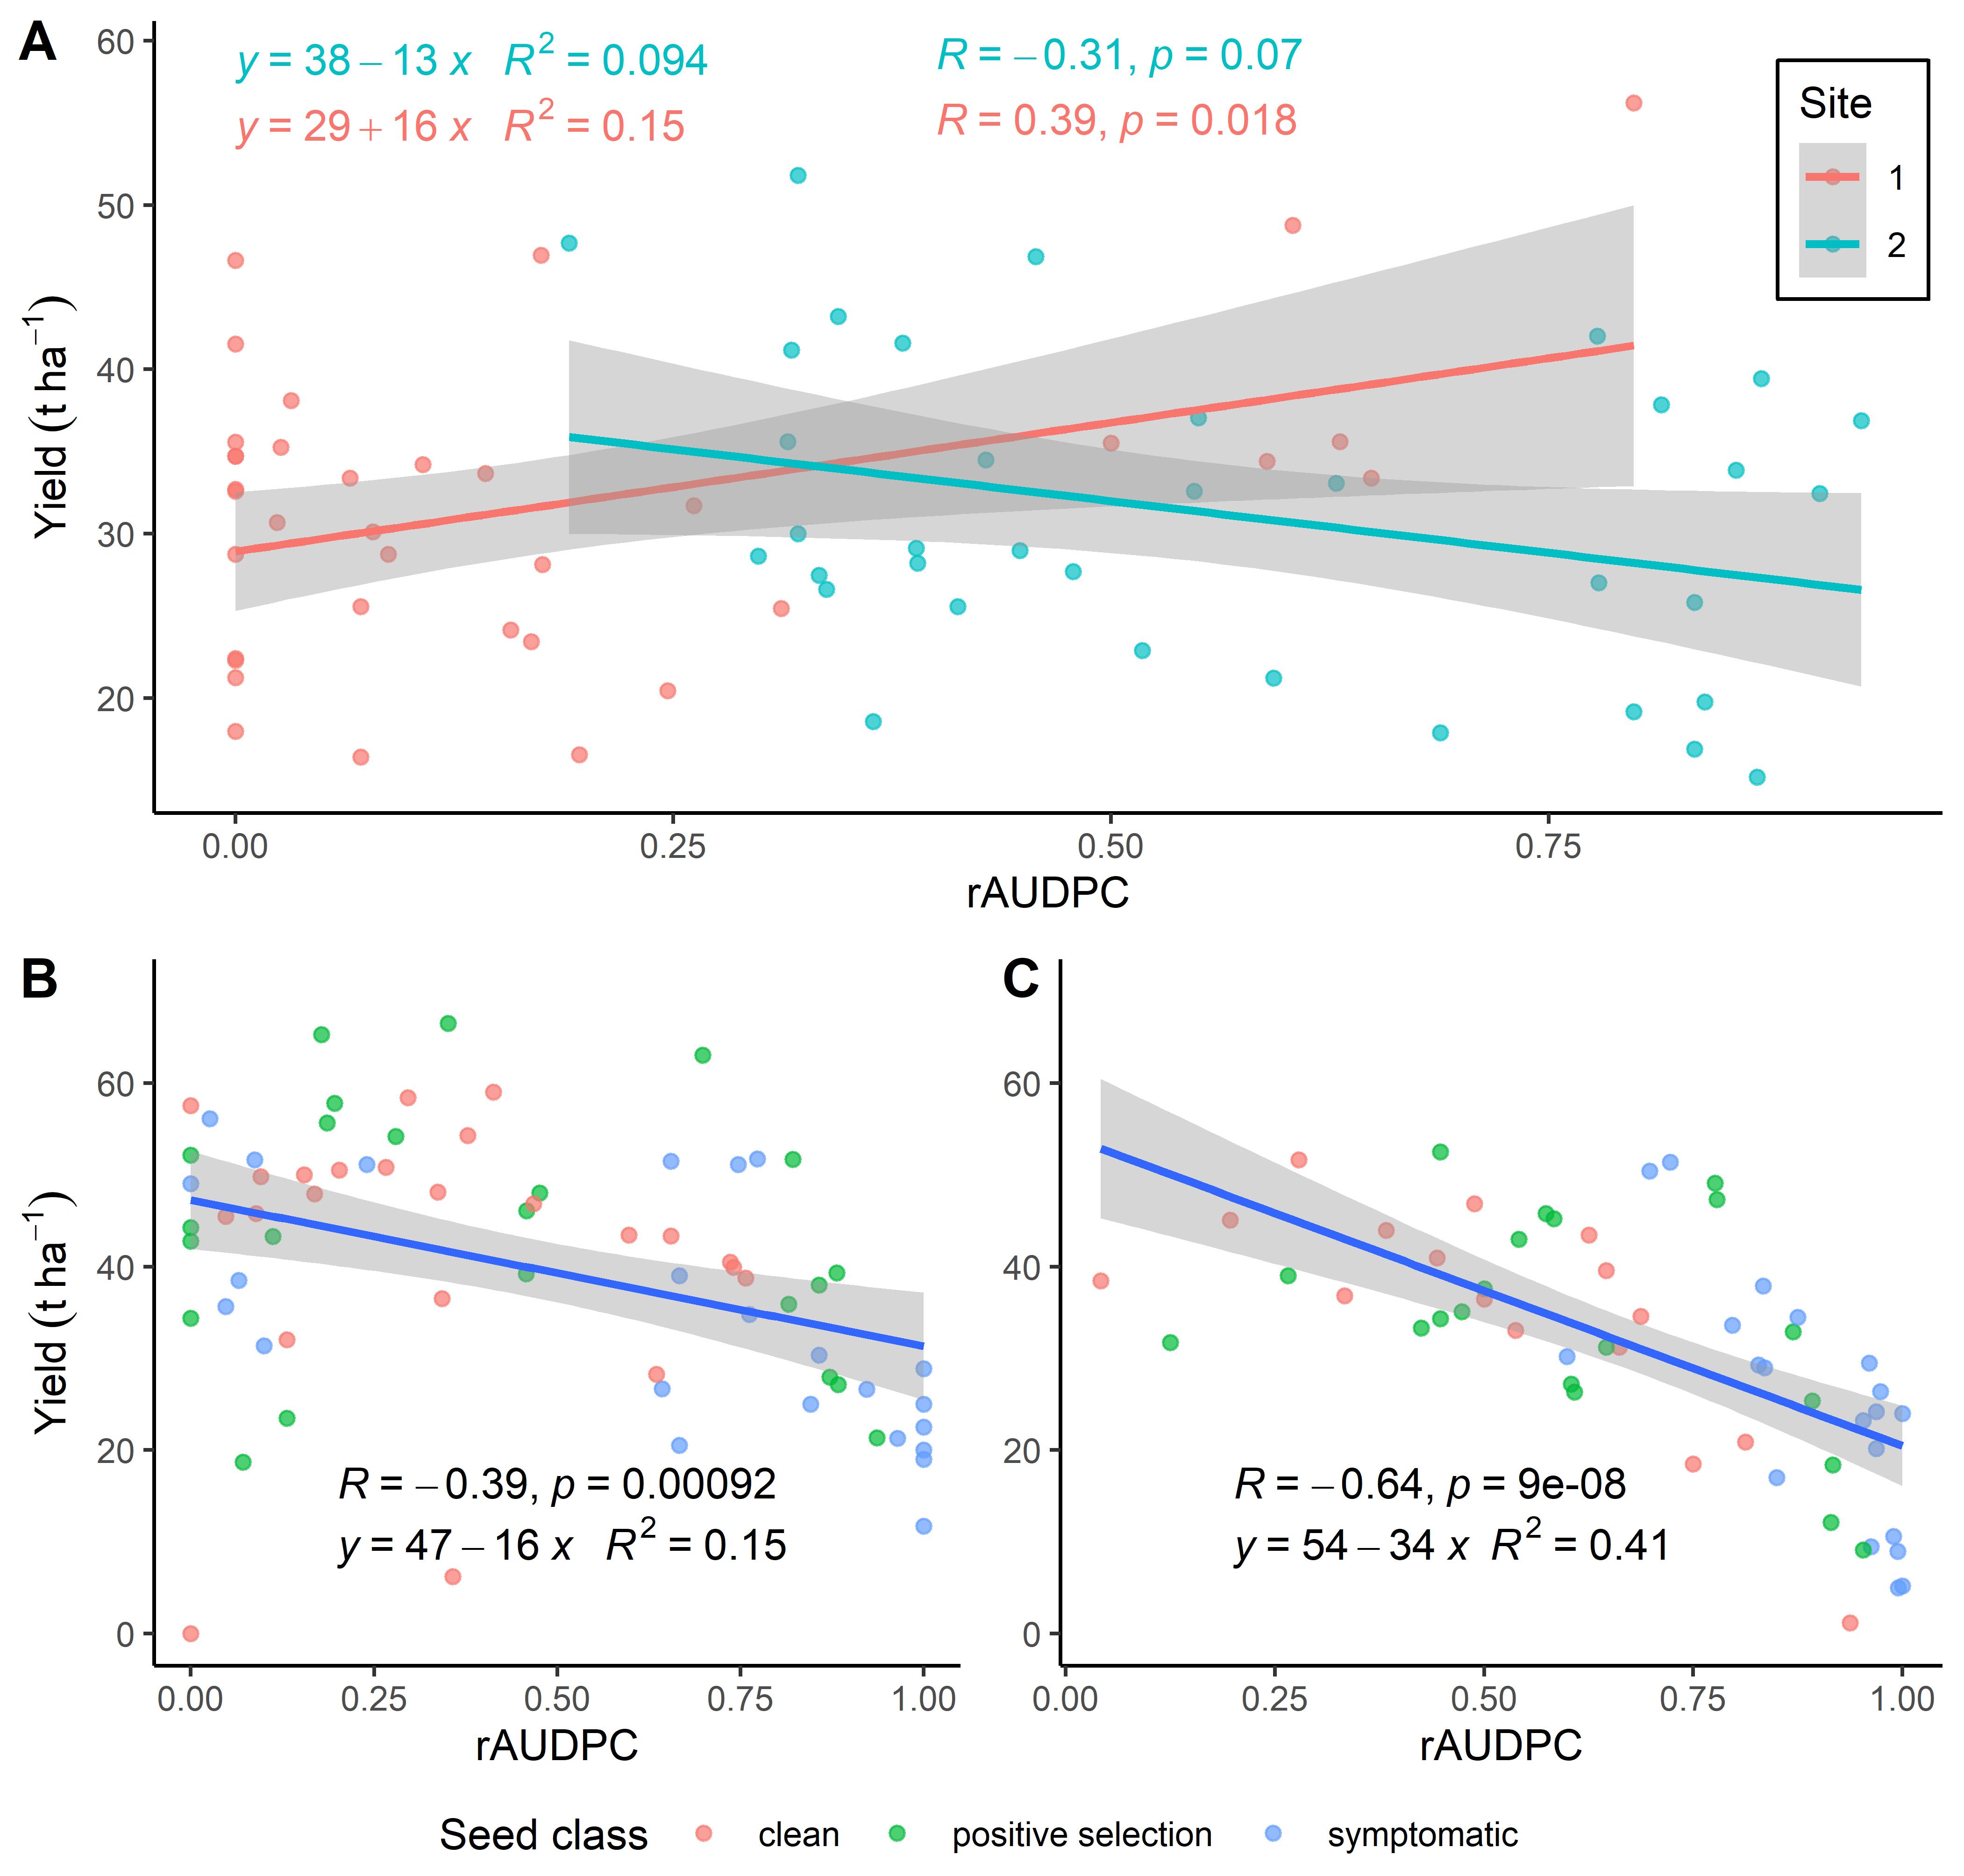 A
y = 38 − 13 x R² = 0.094
R = −0.31, p = 0.07
y = 29 + 16 x R² = 0.15
R = 0.39, p = 0.018
Site
1
2
60
50
40
30
20
Yield (t ha⁻¹)
0.00 0.25 0.50 0.75
rAUDPC
B
60
40
20
0
Yield (t ha⁻¹)
R = −0.39, p = 0.00092
y = 47 − 16 x R² = 0.15
0.00 0.25 0.50 0.75 1.00
rAUDPC
C
60
40
20
0
R = −0.64, p = 9e-08
y = 54 − 34 x R² = 0.41
0.00 0.25 0.50 0.75 1.00
rAUDPC
Seed class clean positive selection symptomatic